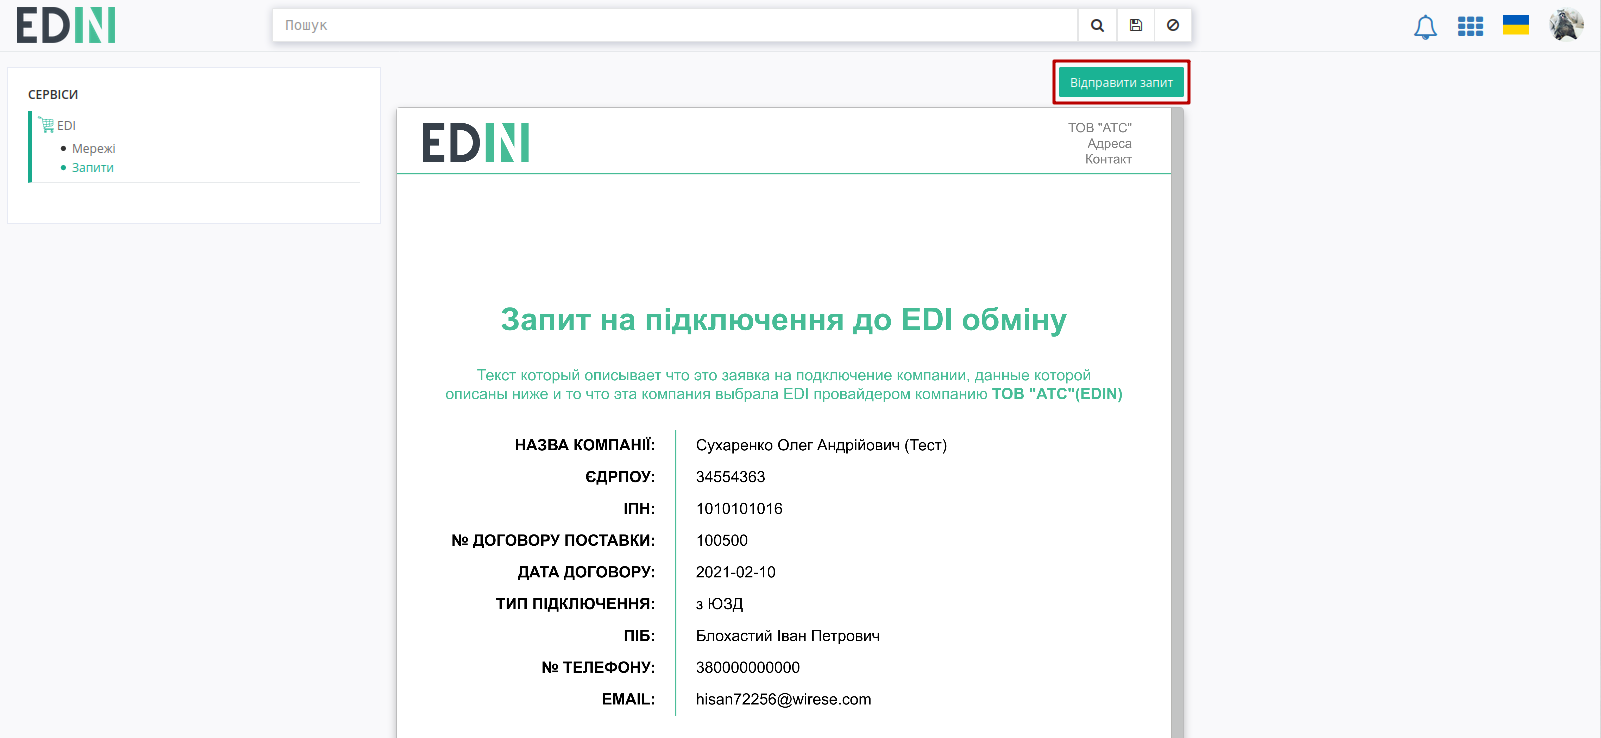 EDIN
Пошук
Відправити запит
СЕРВІСИ
EDI
Мережі
Запити
EDIN
ТОВ "АТС"
Адреса
Контакт
Запит на підключення до EDI обміну
Текст который описывает что это заявка на подключение компании, данные которой
описаны ниже и то что эта компания выбрала EDI провайдером компанию ТОВ "АТС"(EDIN)
НАЗВА КОМПАНІЇ: Сухаренко Олег Андрійович (Тест)
ЄДРПОУ: 34554363
ІПН: 1010101016
№ ДОГОВОРУ ПОСТАВКИ: 100500
ДАТА ДОГОВОРУ: 2021-02-10
ТИП ПІДКЛЮЧЕННЯ: з ЮЗД
ПІБ: Блохастий Іван Петрович
№ ТЕЛЕФОНУ: 380000000000
EMAIL: hisan72256@wirese.com